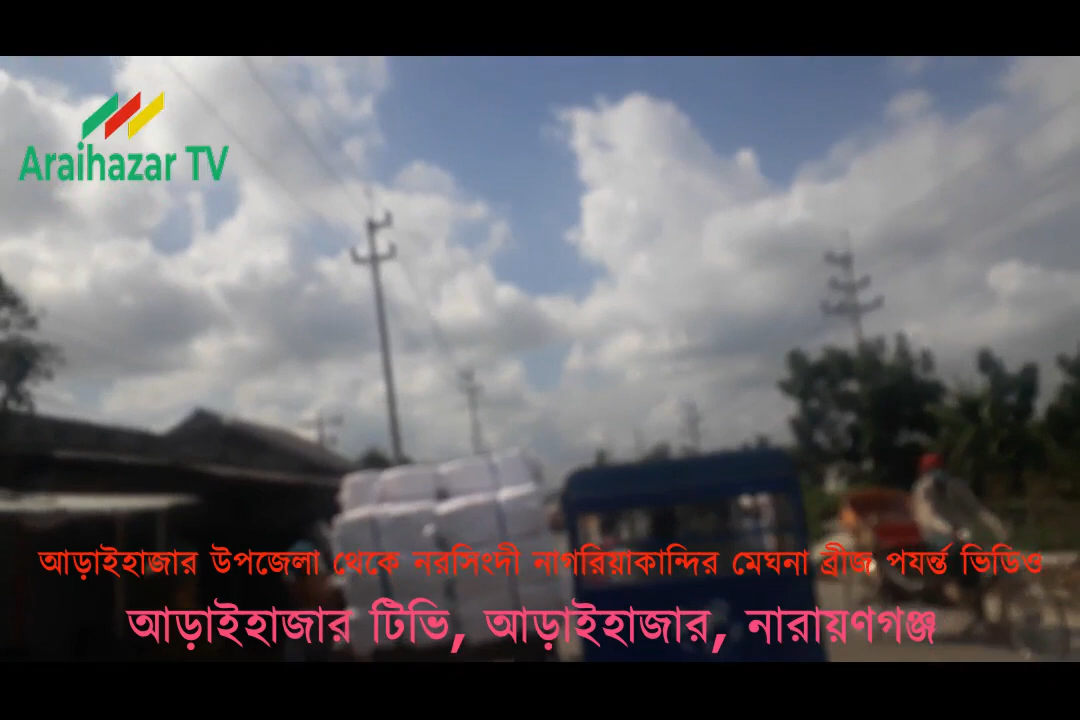 Araihazar TV
আড়াইহাজার উপজেলা থেকে নরসিংদী নাগরিয়াকান্দির মেঘনা ব্রীজ পযর্ন্ত ভিডিও
আড়াইহাজার টিভি, আড়াইহাজার, নারায়ণগঞ্জ